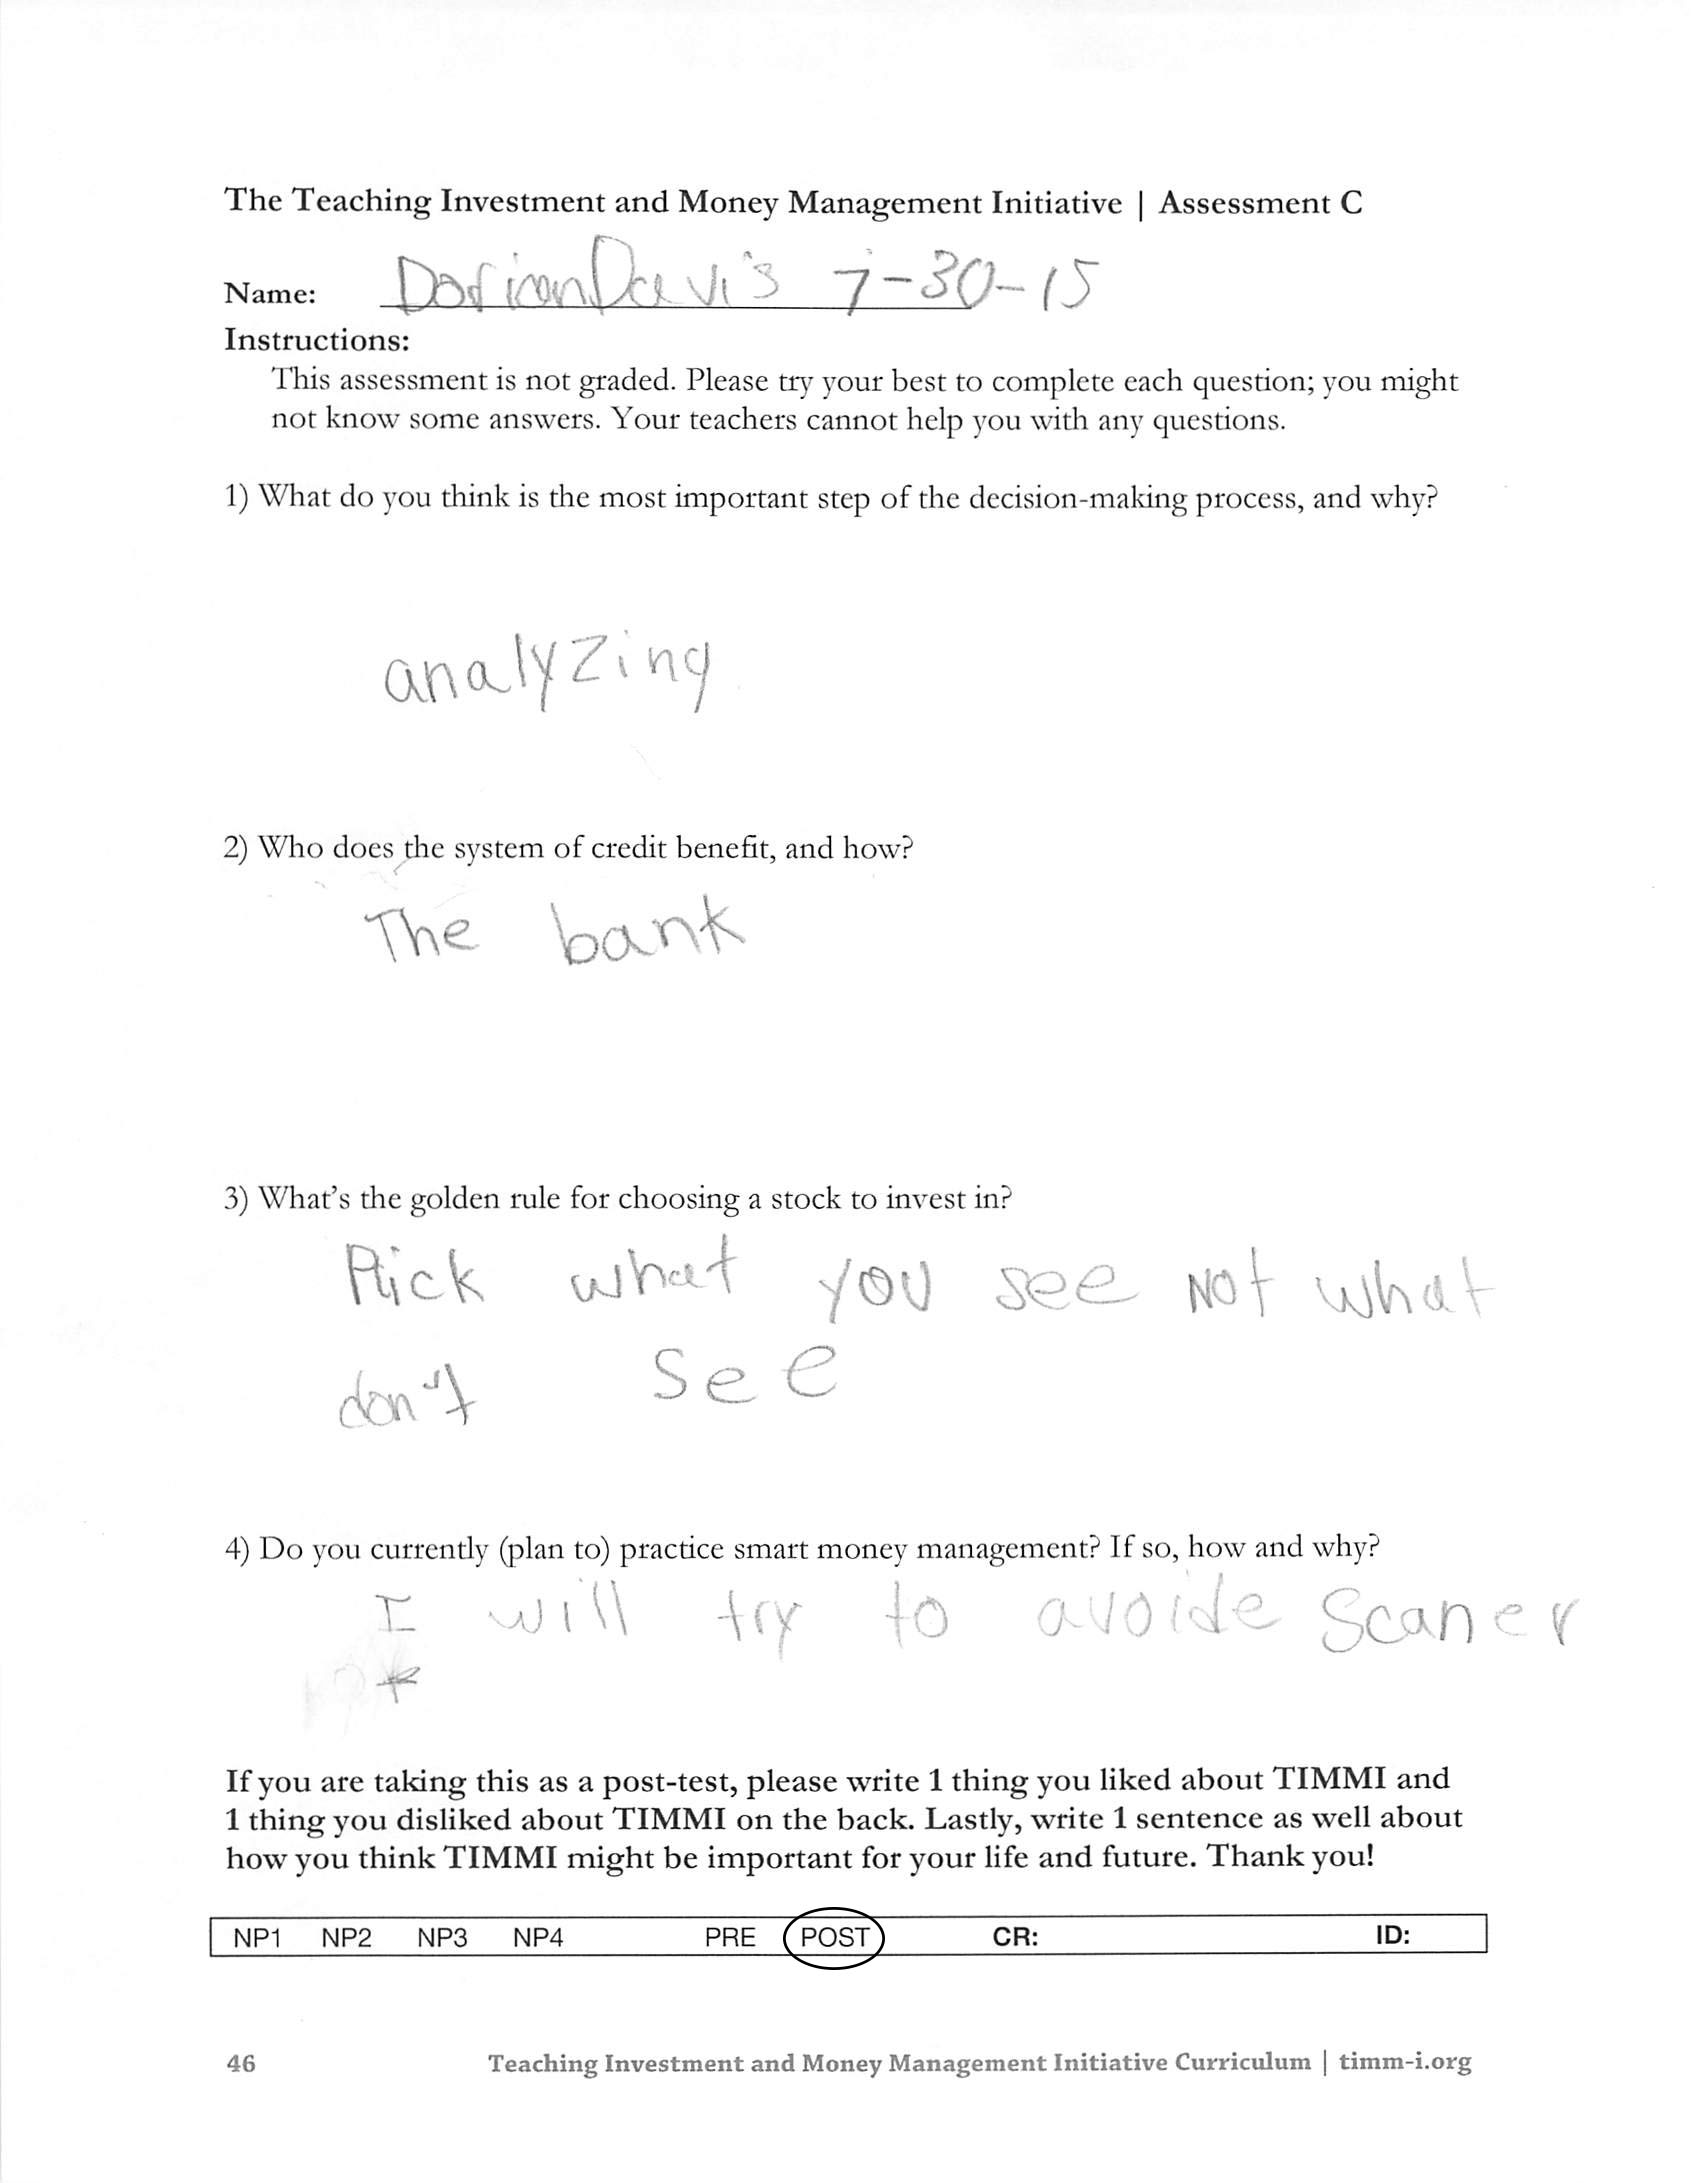 The Teaching Investment and Money Management Initiative | Assessment C
Name: Dorian Davis 7-30-15
Instructions:
This assessment is not graded. Please try your best to complete each question; you might
not know some answers. Your teachers cannot help you with any questions.
1) What do you think is the most important step of the decision-making process, and why?
analyzing
2) Who does the system of credit benefit, and how?
The bank
3) What's the golden rule for choosing a stock to invest in?
Pick what you see not what
don't see
4) Do you currently (plan to) practice smart money management? If so, how and why?
I will try to avoide scaner
If you are taking this as a post-test, please write 1 thing you liked about TIMMI and
1 thing you disliked about TIMMI on the back. Lastly, write 1 sentence as well about
how you think TIMMI might be important for your life and future. Thank you!
NP1 NP2 NP3 NP4 PRE POST CR: ID:
46 Teaching Investment and Money Management Initiative Curriculum | timm-i.org